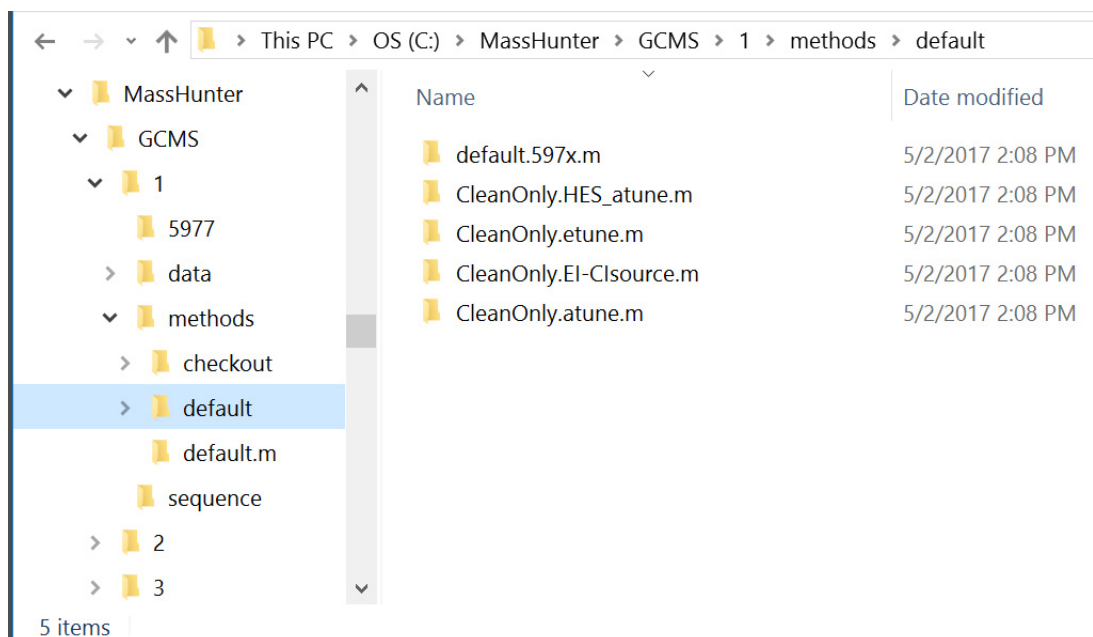 This PC > OS (C:) > MassHunter > GCMS > 1 > methods > default
MassHunter
GCMS
1
5977
data
methods
checkout
default
default.m
sequence
2
3
Name Date modified
default.597x.m 5/2/2017 2:08 PM
CleanOnly.HES_atune.m 5/2/2017 2:08 PM
CleanOnly.etune.m 5/2/2017 2:08 PM
CleanOnly.EI-CIsource.m 5/2/2017 2:08 PM
CleanOnly.atune.m 5/2/2017 2:08 PM
5 items